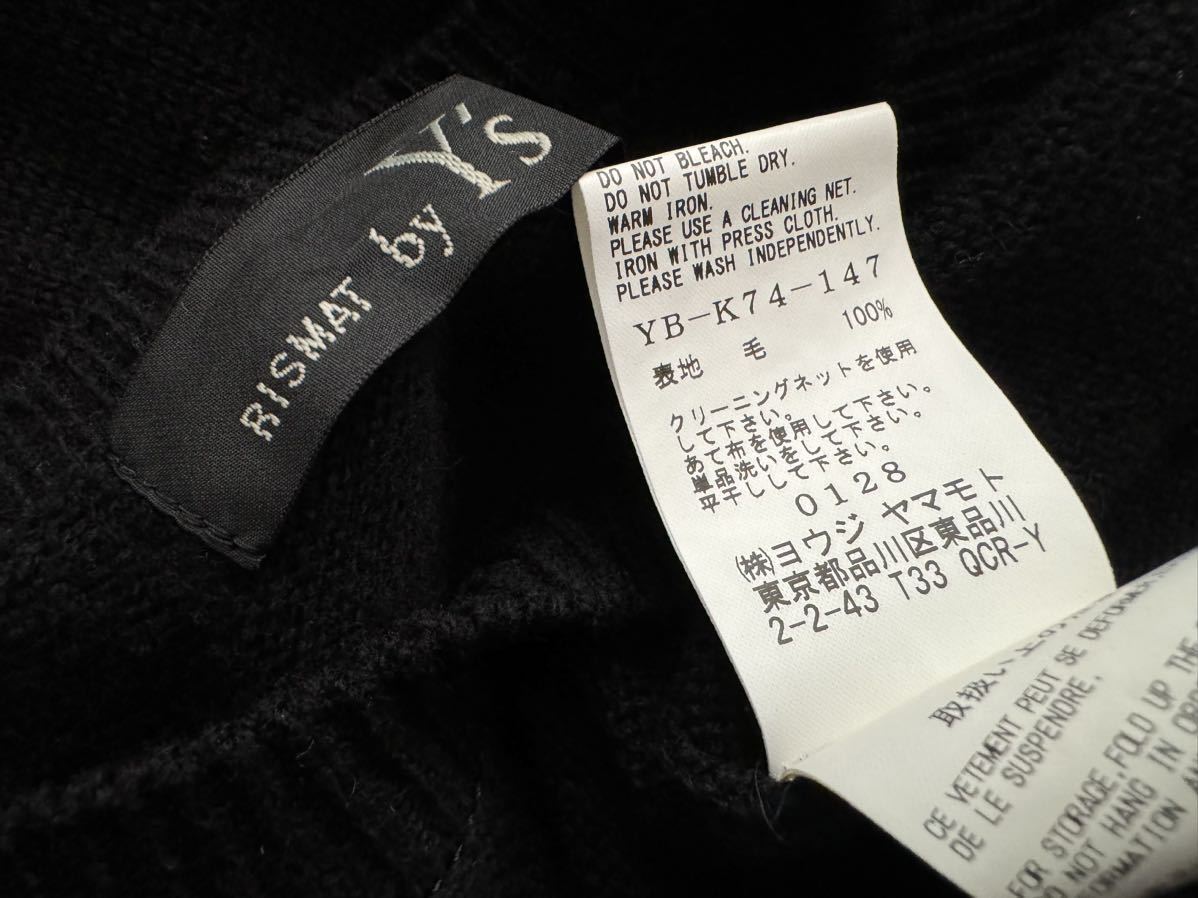 Y's
by
RISMAT
DO NOT BLEACH.
DO NOT TUMBLE DRY.
WARM IRON.
PLEASE USE A CLEANING NET.
IRON WITH PRESS CLOTH.
PLEASE WASH INDEPENDENTLY.
YB-K74-147
表地 毛 100%
クリーニングネットを使用
して下さい。
あて布を使用して下さい。
単品洗いをして下さい。
平干しして下さい。
0128
(株)ヨウジ ヤマモト
東京都品川区東品川
2-2-43 T33 QCR-Y
取扱い上の
CE VETEMENT PEUT SE DEFORMER
DE LE SUSPENDRE.
FOR STORAGE, FOLD UP THE
DO NOT HANG IN